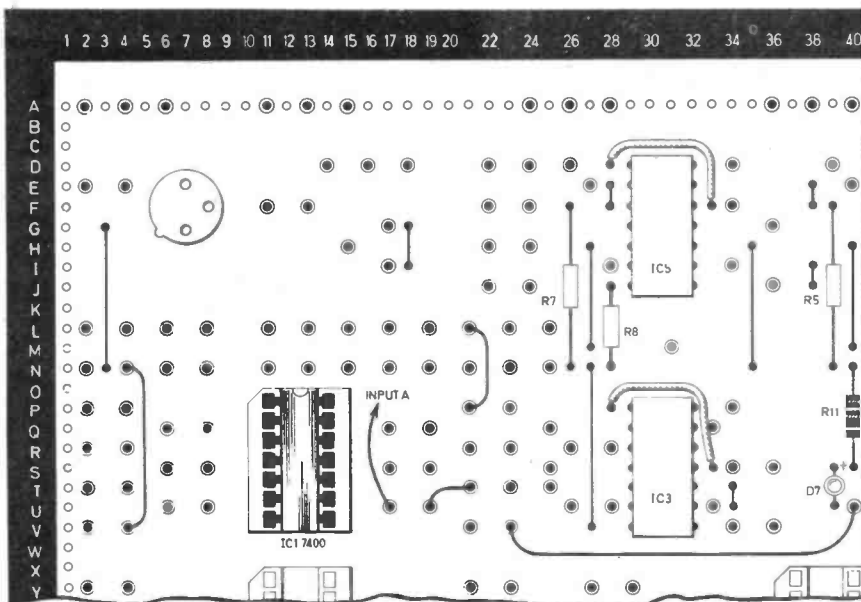 1 2 3 4 5 6 7 8 9 10 11 12 13 14 15 16 17 18 19 20 22 24 26 28 30 32 34 36 38 40
A
B
C
D
E
F
G
H
I
J
K
L
M
N
O
P
Q
R
S
T
U
V
W
X
Y
IC5
R7
R8
R5
INPUT A
R11
IC3
+
D7
IC1 7400